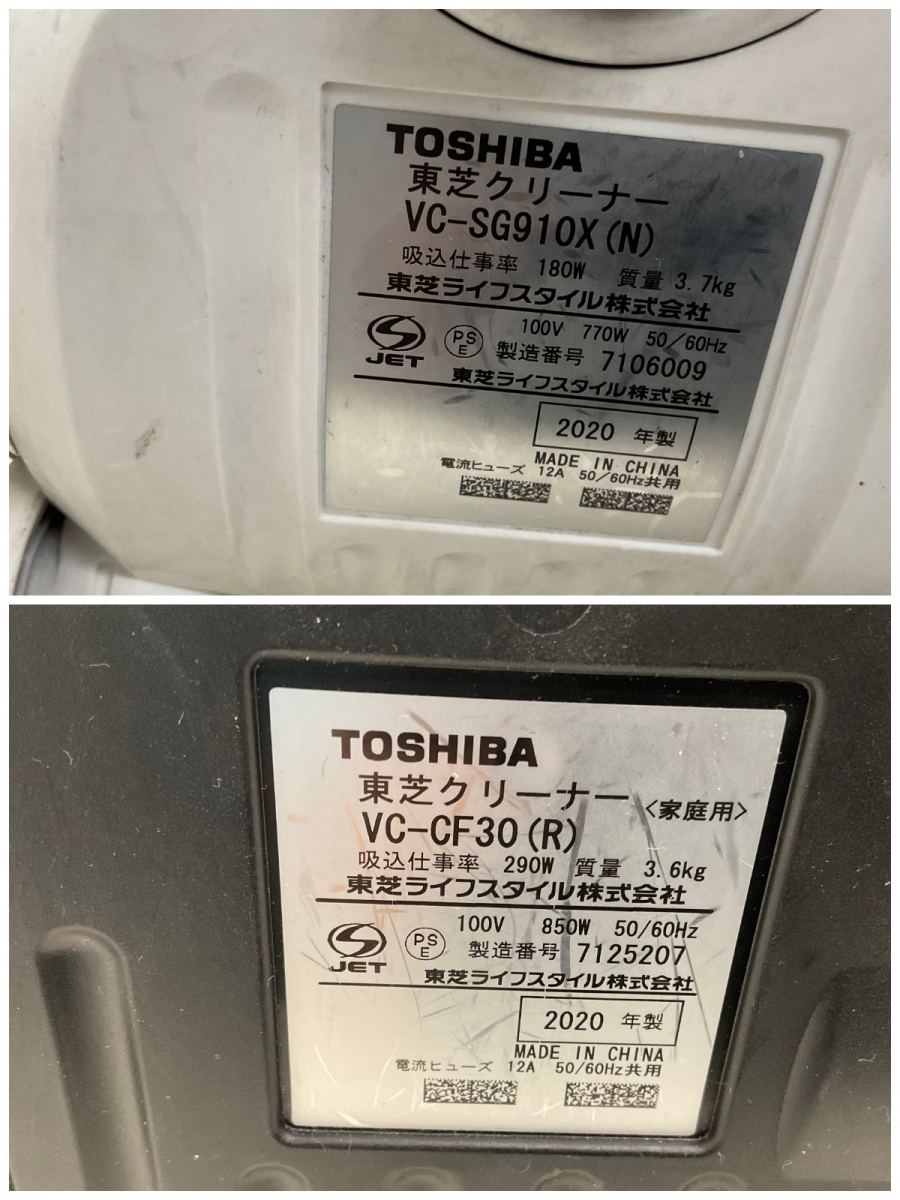 TOSHIBA
東芝クリーナー
VC-SG910X(N)
吸込仕事率 180W 質量 3.7kg
東芝ライフスタイル株式会社
100V 770W 50/60Hz
JET
PS E
製造番号 7106009
東芝ライフスタイル株式会社
2020 年製
MADE IN CHINA
電流ヒューズ 12A 50/60Hz共用
TOSHIBA
東芝クリーナー <家庭用>
VC-CF30(R)
吸込仕事率 290W 質量 3.6kg
東芝ライフスタイル株式会社
100V 850W 50/60Hz
JET
PS E
製造番号 7125207
東芝ライフスタイル株式会社
2020 年製
MADE IN CHINA
電流ヒューズ 12A 50/60Hz共用